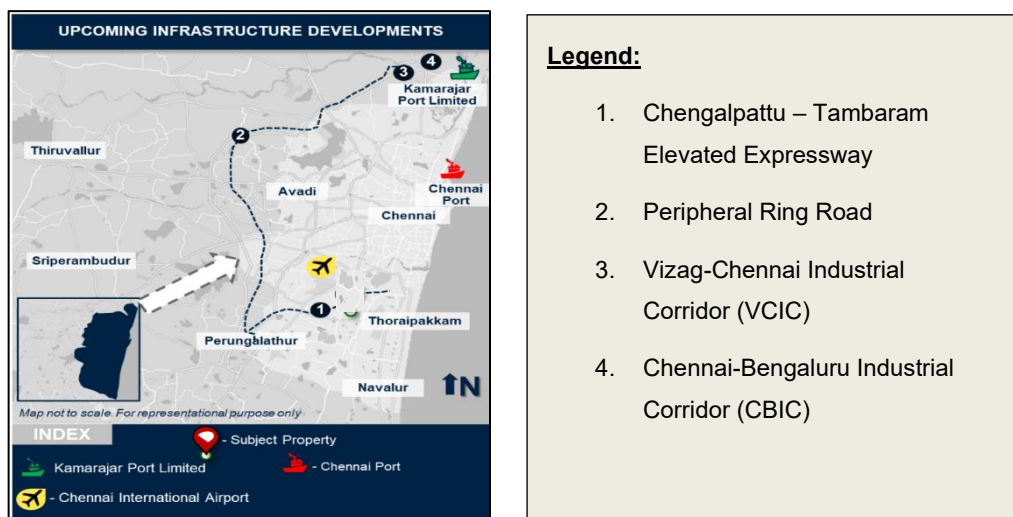 UPCOMING INFRASTRUCTURE DEVELOPMENTS
4
3
Kamarajar
Port Limited
2
Thiruvallur
Avadi
Chennai
Port
Chennai
Sriperambudur
1
Thoraipakkam
Perungalathur
Navalur
N
Map not to scale. For representational purpose only
INDEX
- Subject Property
Kamarajar Port Limited
- Chennai Port
- Chennai International Airport
Legend:
1. Chengalpattu – Tambaram
Elevated Expressway
2. Peripheral Ring Road
3. Vizag-Chennai Industrial
Corridor (VCIC)
4. Chennai-Bengaluru Industrial
Corridor (CBIC)